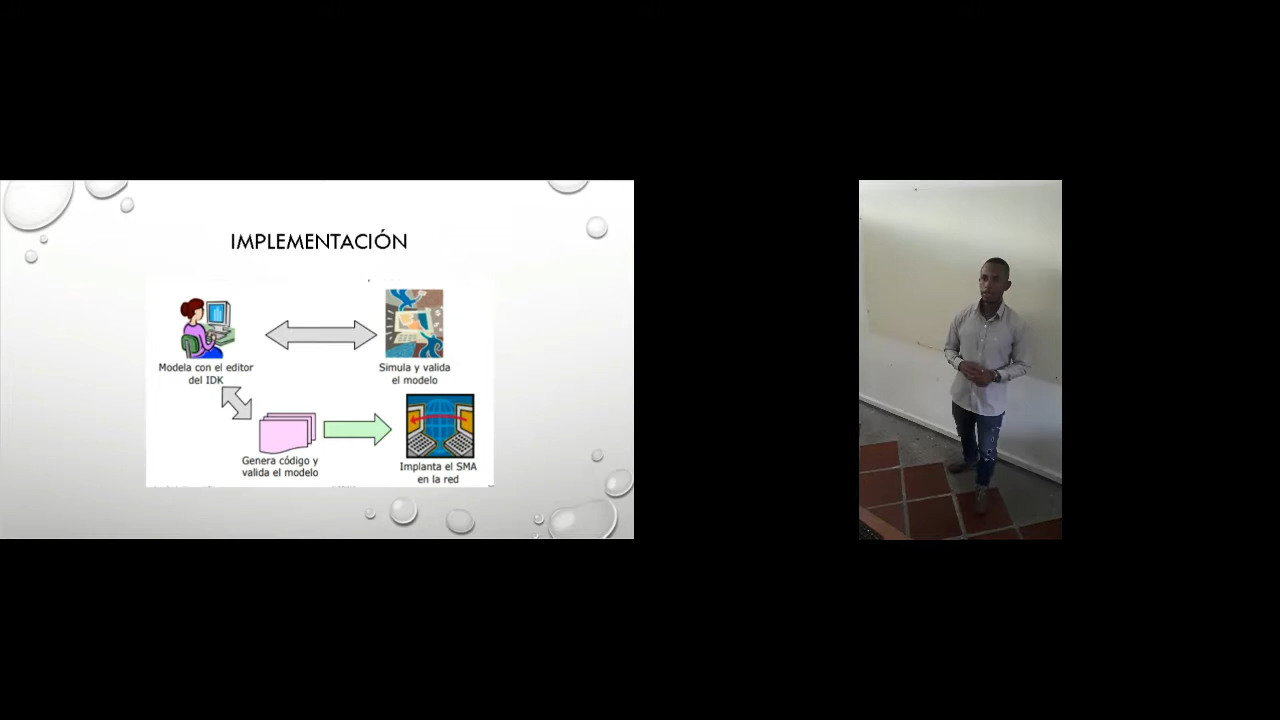 IMPLEMENTACIÓN
Modela con el editor
del IDK
Simula y valida
el modelo
Genera código y
valida el modelo
Implanta el SMA
en la red